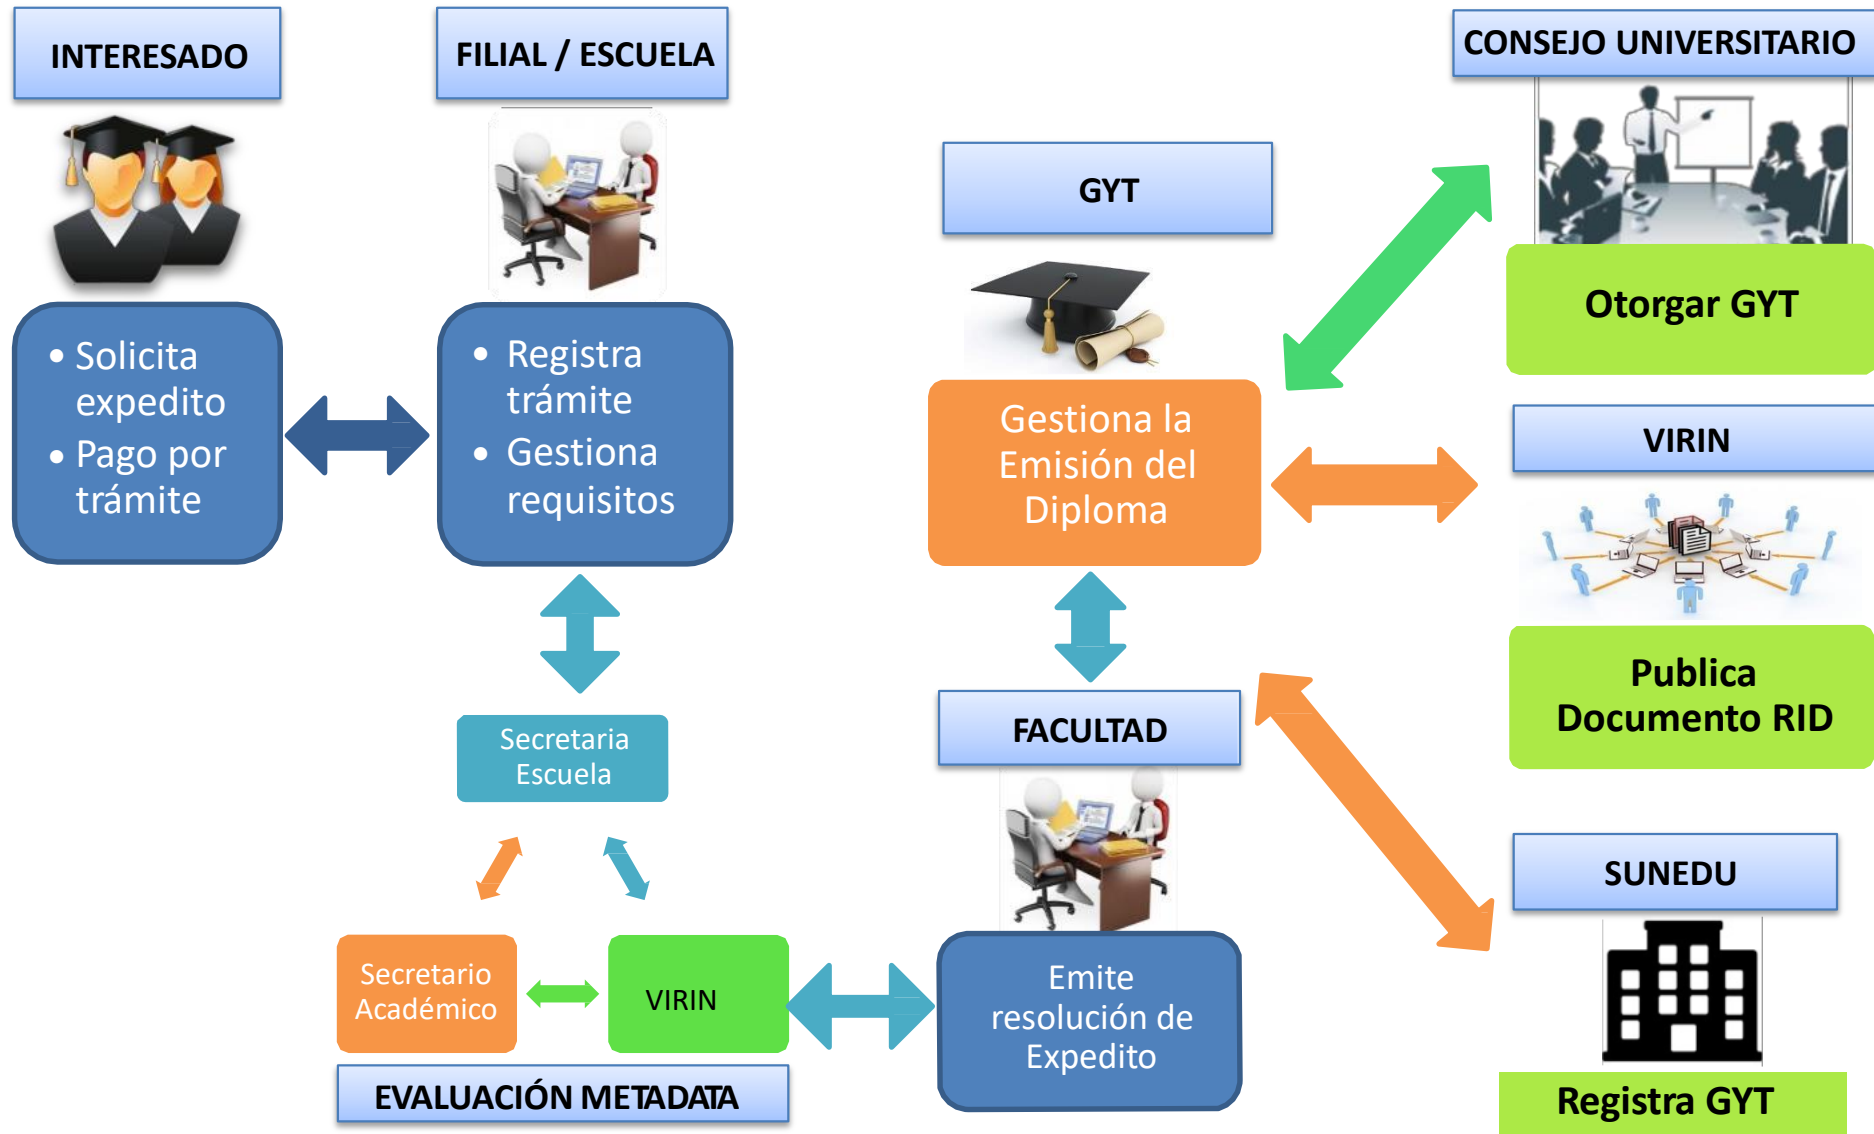 INTERESADO
• Solicita
expedito
• Pago por
trámite
FILIAL / ESCUELA
• Registra
trámite
• Gestiona
requisitos
Secretaria
Escuela
Secretario
Académico
VIRIN
EVALUACIÓN METADATA
GYT
Gestiona la
Emisión del
Diploma
FACULTAD
Emite
resolución de
Expedito
CONSEJO UNIVERSITARIO
Otorgar GYT
VIRIN
Publica
Documento RID
SUNEDU
Registra GYT